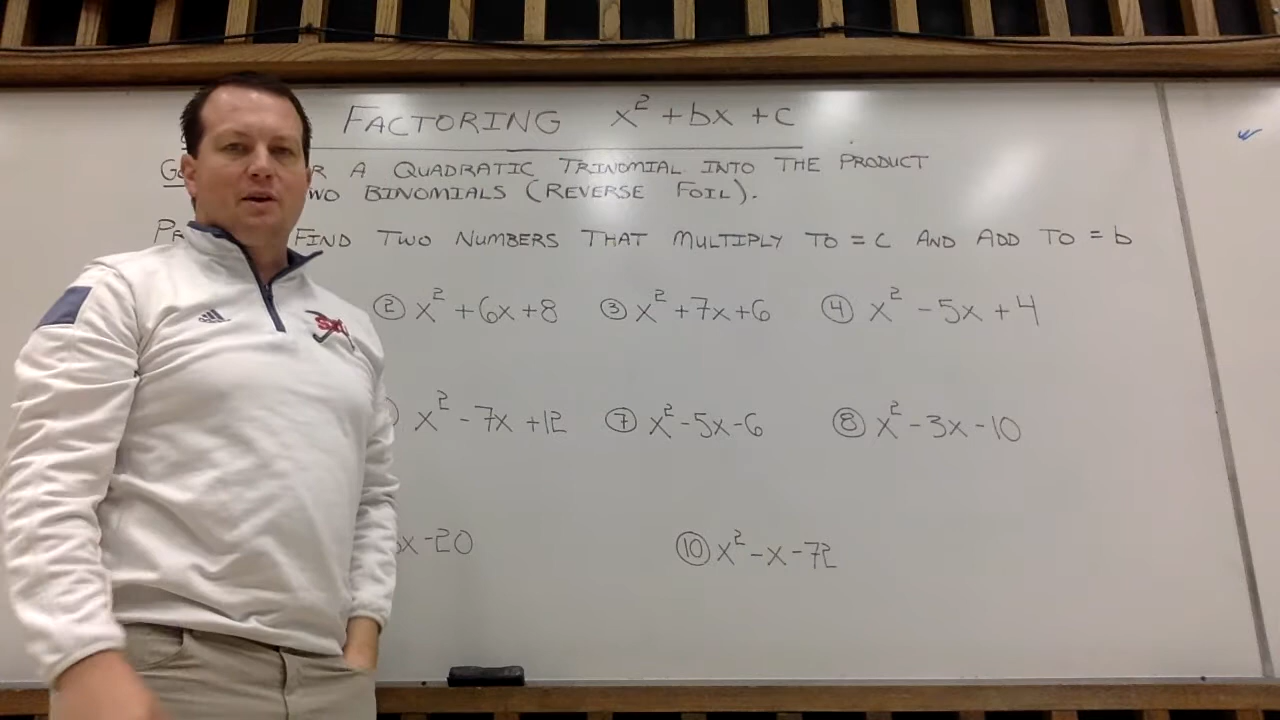 FACTORING x² + bx + c
A QUADRATIC TRINOMIAL INTO THE PRODUCT
BINOMIALS (REVERSE FOIL).
FIND TWO NUMBERS THAT MULTIPLY TO = c AND ADD TO = b
② x² + 6x + 8 ③ x² + 7x + 6 ④ x² - 5x + 4
x² - 7x + 12 ⑦ x² - 5x - 6 ⑧ x² - 3x - 10
x - 20 ⑩ x² - x - 72